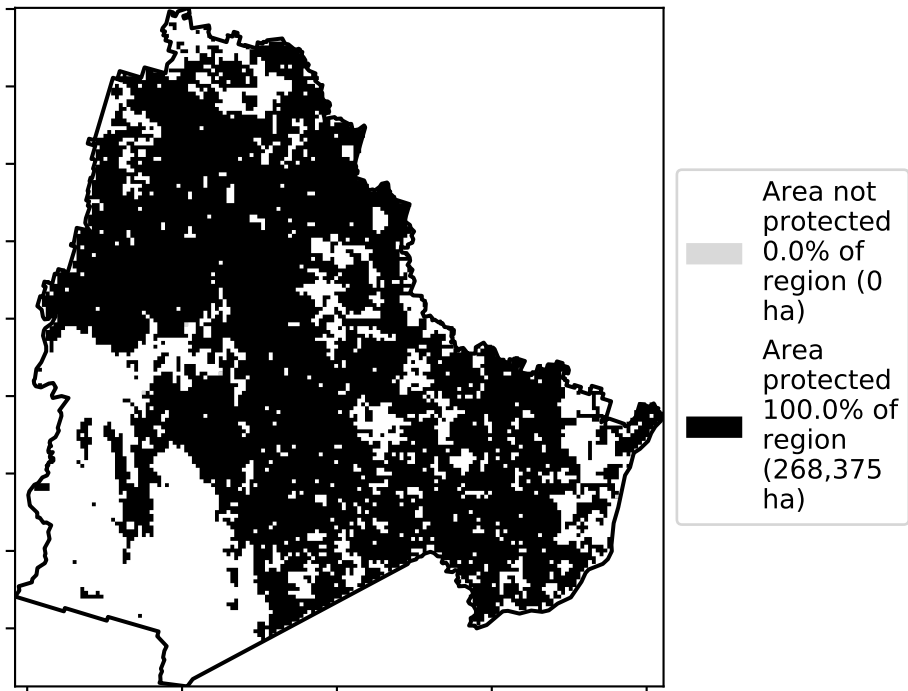 Area not
protected
0.0% of
region (0
ha)
Area
protected
100.0% of
region
(268,375
ha)